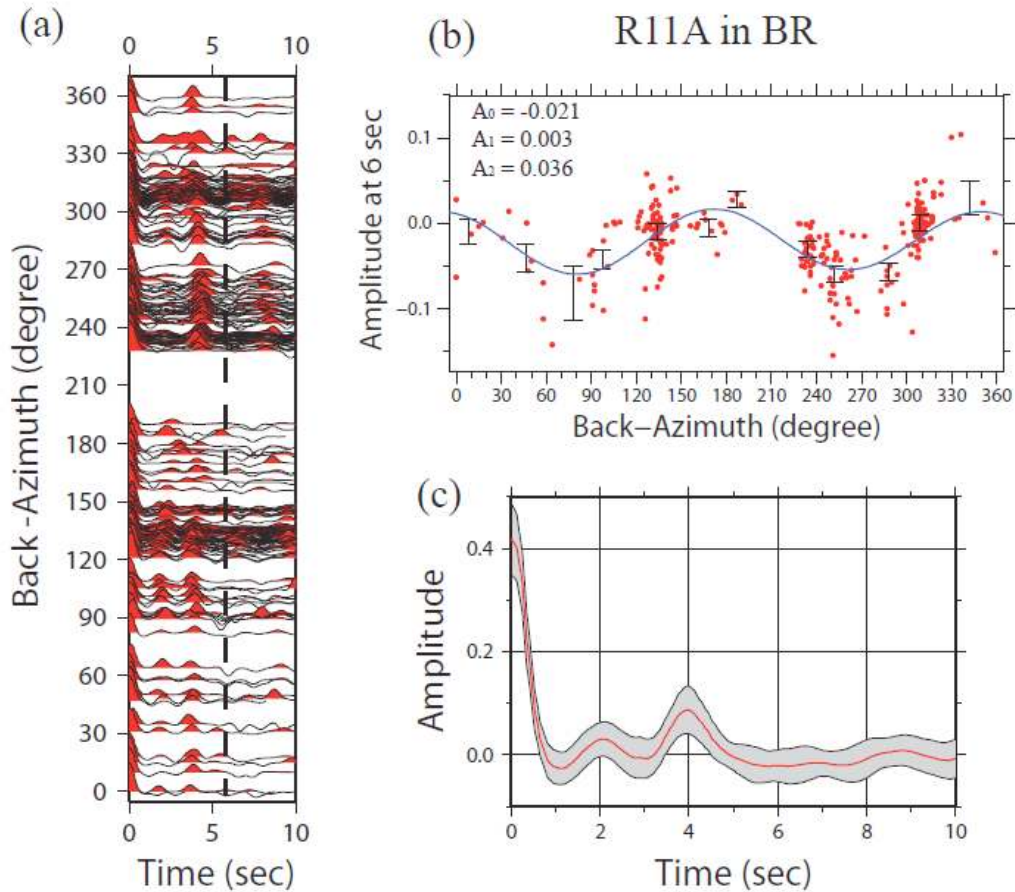 (a)
0 5 10
360
330
300
270
240
210
180
150
120
90
60
30
0
Back -Azimuth (degree)
0 5 10
Time (sec)
(b)
R11A in BR
A0 = -0.021
A1 = 0.003
A2 = 0.036
0.1
0.0
−0.1
Amplitude at 6 sec
0 30 60 90 120 150 180 210 240 270 300 330 360
Back−Azimuth (degree)
(c)
0.4
0.2
0.0
Amplitude
0 2 4 6 8 10
Time (sec)